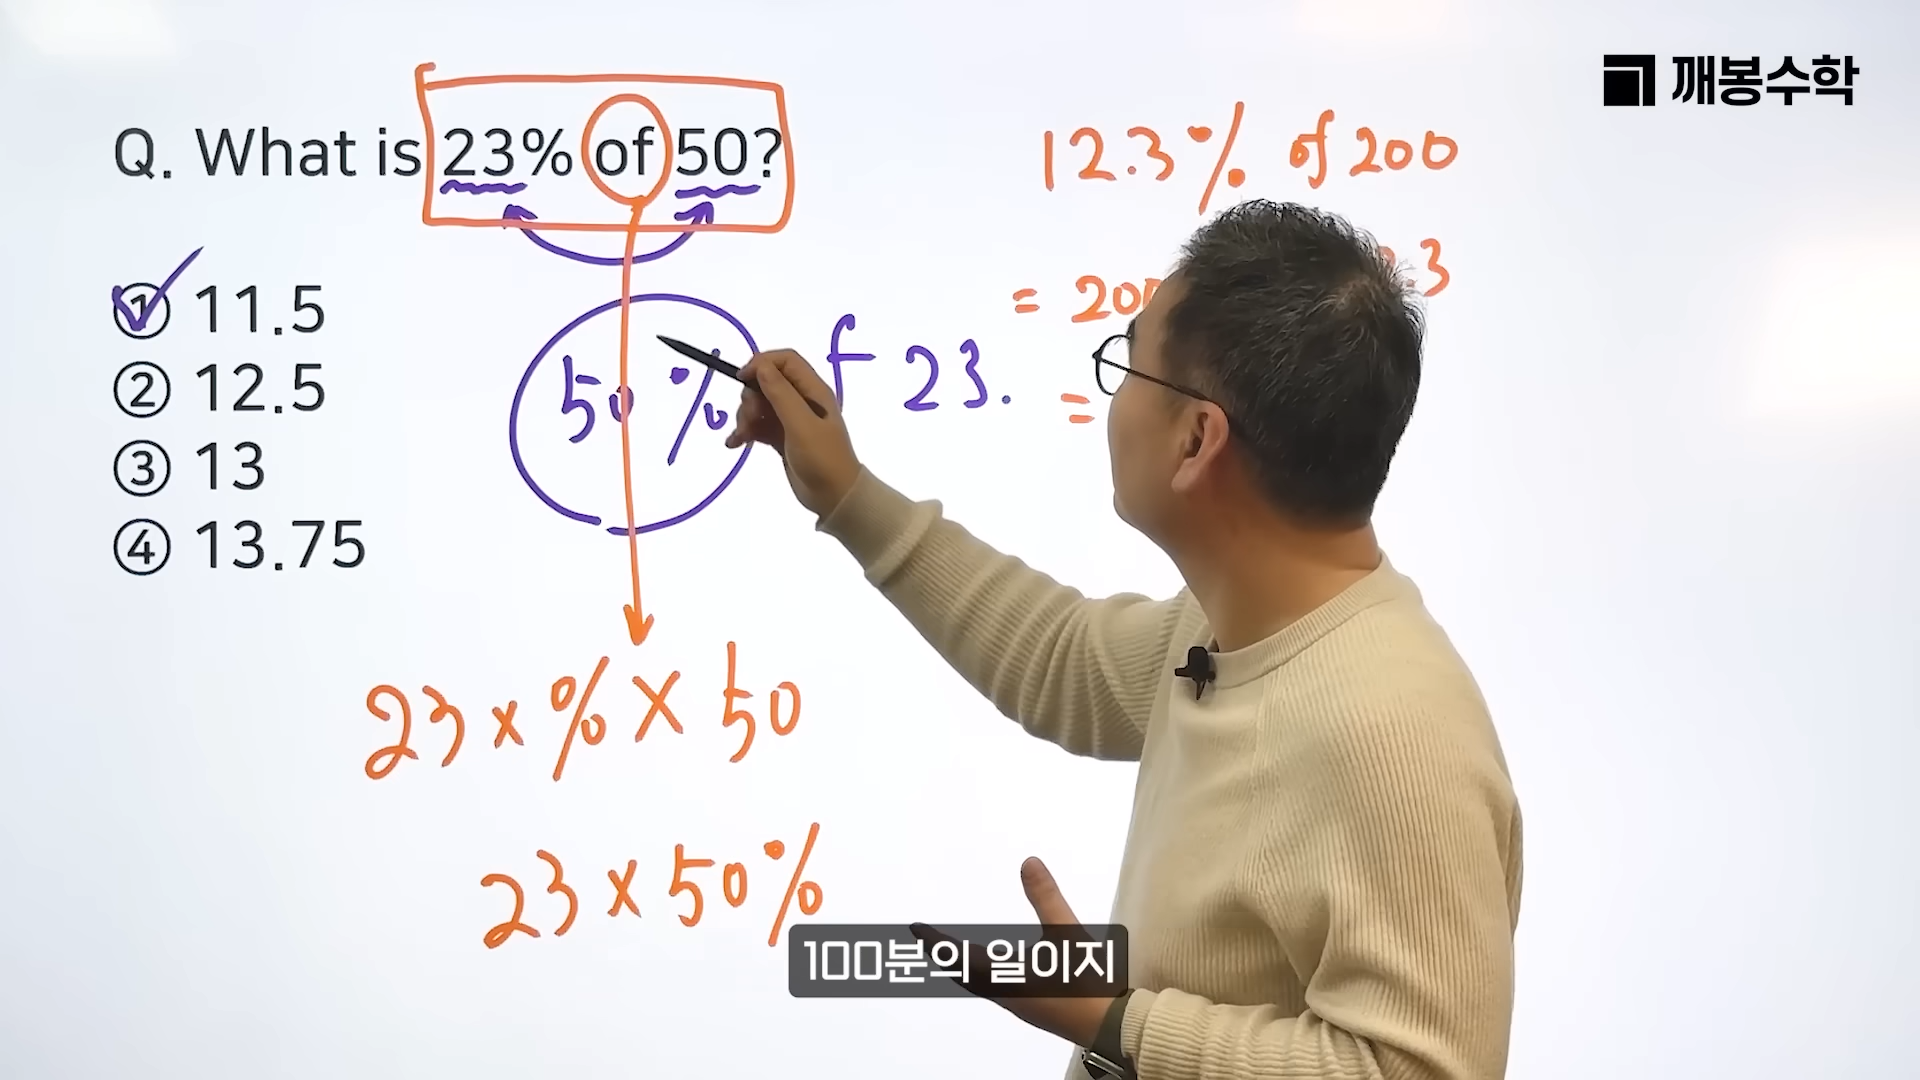 깨봉수학
Q. What is 23% of 50?
① 11.5
② 12.5
③ 13
④ 13.75
12.3% of 200
= 200 .3
=
50% f 23.
23 × % × 50
23 × 50%
100분의 일이지